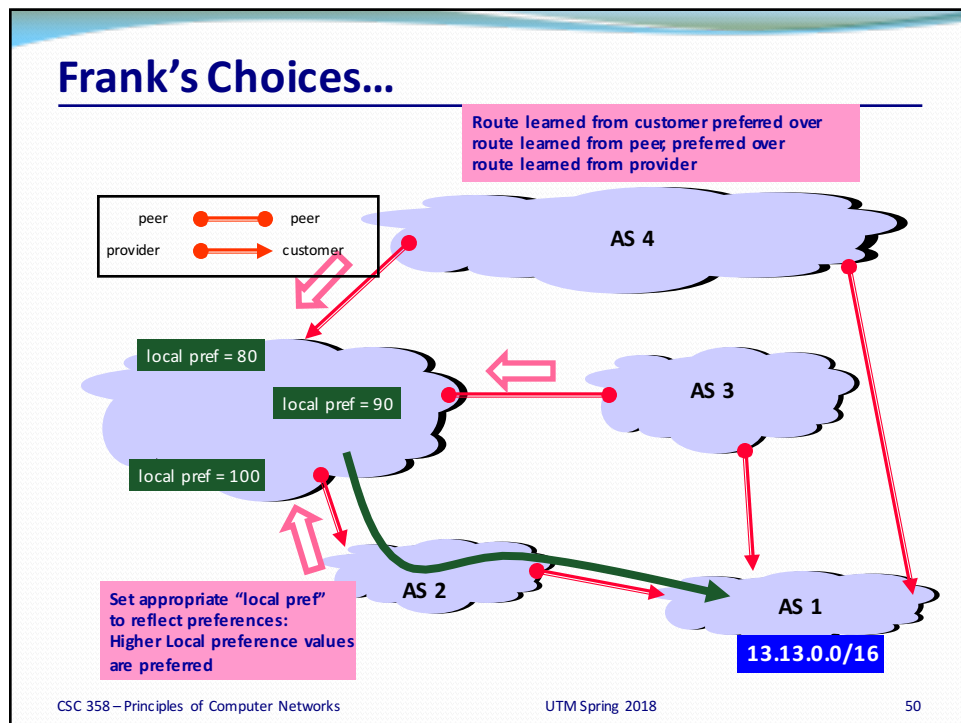 Frank's Choices...
Route learned from customer preferred over
route learned from peer, preferred over
route learned from provider
peer peer
provider customer
AS 4
local pref = 80
local pref = 90
AS 3
local pref = 100
AS 2
AS 1
Set appropriate “local pref”
to reflect preferences:
Higher Local preference values
are preferred
13.13.0.0/16
CSC 358 – Principles of Computer Networks UTM Spring 2018 50